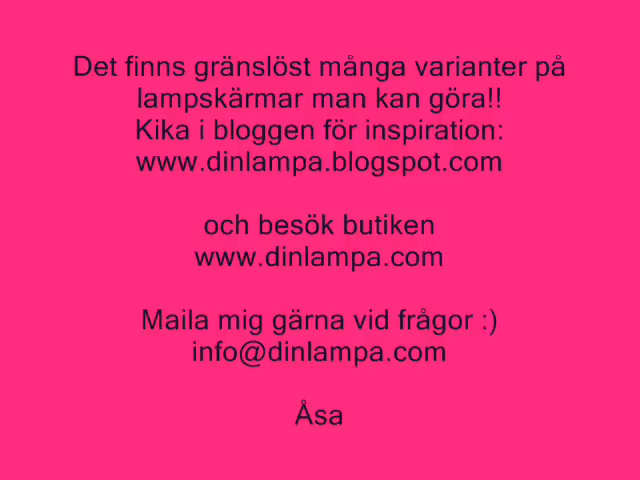 Det finns gränslöst många varianter på
lampskärmar man kan göra!!
Kika i bloggen för inspiration:
www.dinlampa.blogspot.com
och besök butiken
www.dinlampa.com
Maila mig gärna vid frågor :)
info@dinlampa.com
Åsa